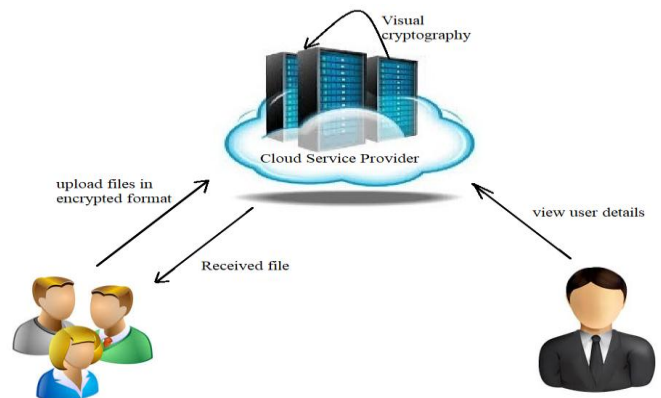 Visual
cryptography
Cloud Service Provider
upload files in
encrypted format
view user details
Received file